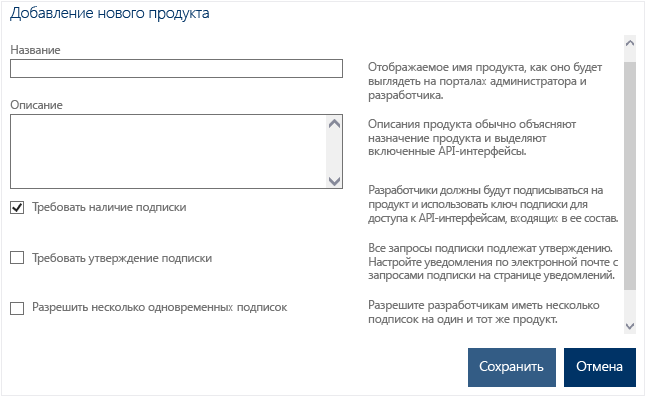 Добавление нового продукта
Название
Отображаемое имя продукта, как оно будет
выглядеть на порталах администратора и
разработчика.
Описание
Описания продукта обычно объясняют
назначение продукта и выделяют
включенные API-интерфейсы.
Требовать наличие подписки
Разработчики должны будут подписываться на
продукт и использовать ключ подписки для
доступа к API-интерфейсам, входящих в ее состав.
Требовать утверждение подписки
Все запросы подписки подлежат утверждению.
Настройте уведомления по электронной почте с
запросами подписки на странице уведомлений.
Разрешить несколько одновременных подписок
Разрешите разработчикам иметь несколько
подписок на один и тот же продукт.
Сохранить
Отмена